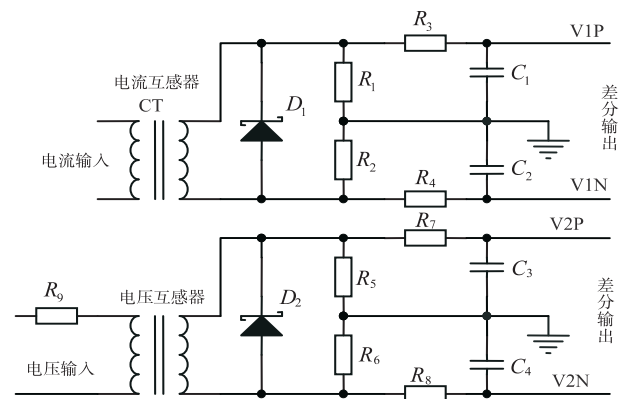 R3
V1P
电流互感器
CT
R1
C1
D1
差分输出
电流输入
R2
C2
R4
V1N
R7
V2P
R9
电压互感器
R5
C3
D2
差分输出
电压输入
R6
C4
R8
V2N